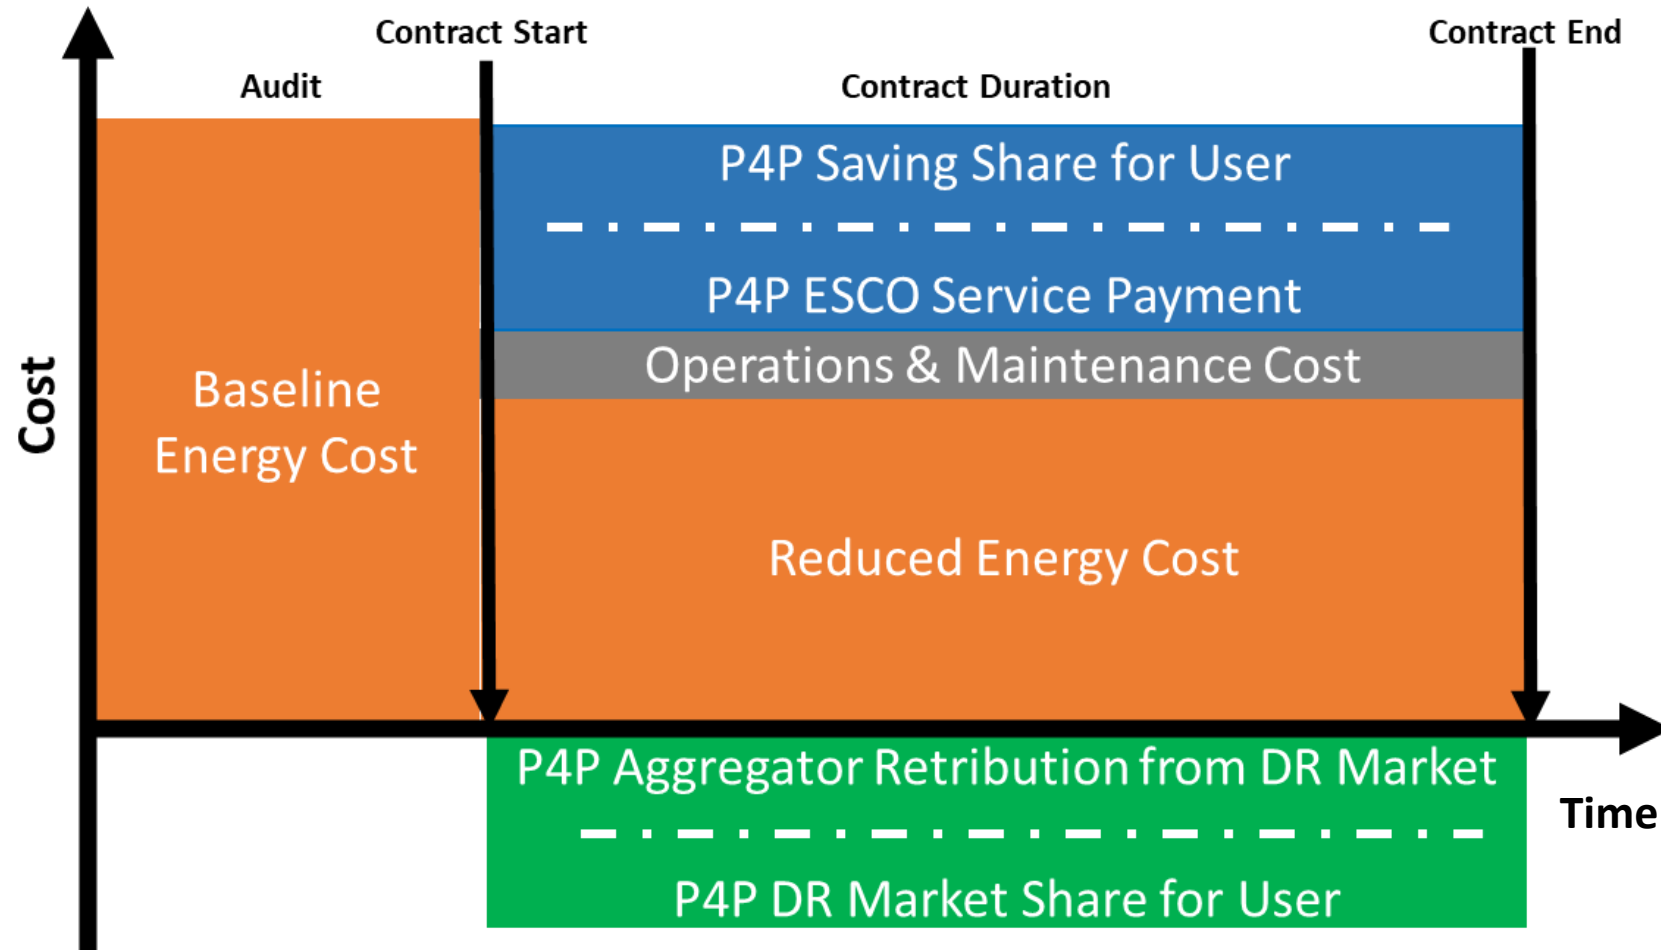 Contract Start
Contract End
Audit
Contract Duration
P4P Saving Share for User
P4P ESCO Service Payment
Operations & Maintenance Cost
Baseline
Energy Cost
Reduced Energy Cost
Cost
P4P Aggregator Retribution from DR Market
Time
P4P DR Market Share for User